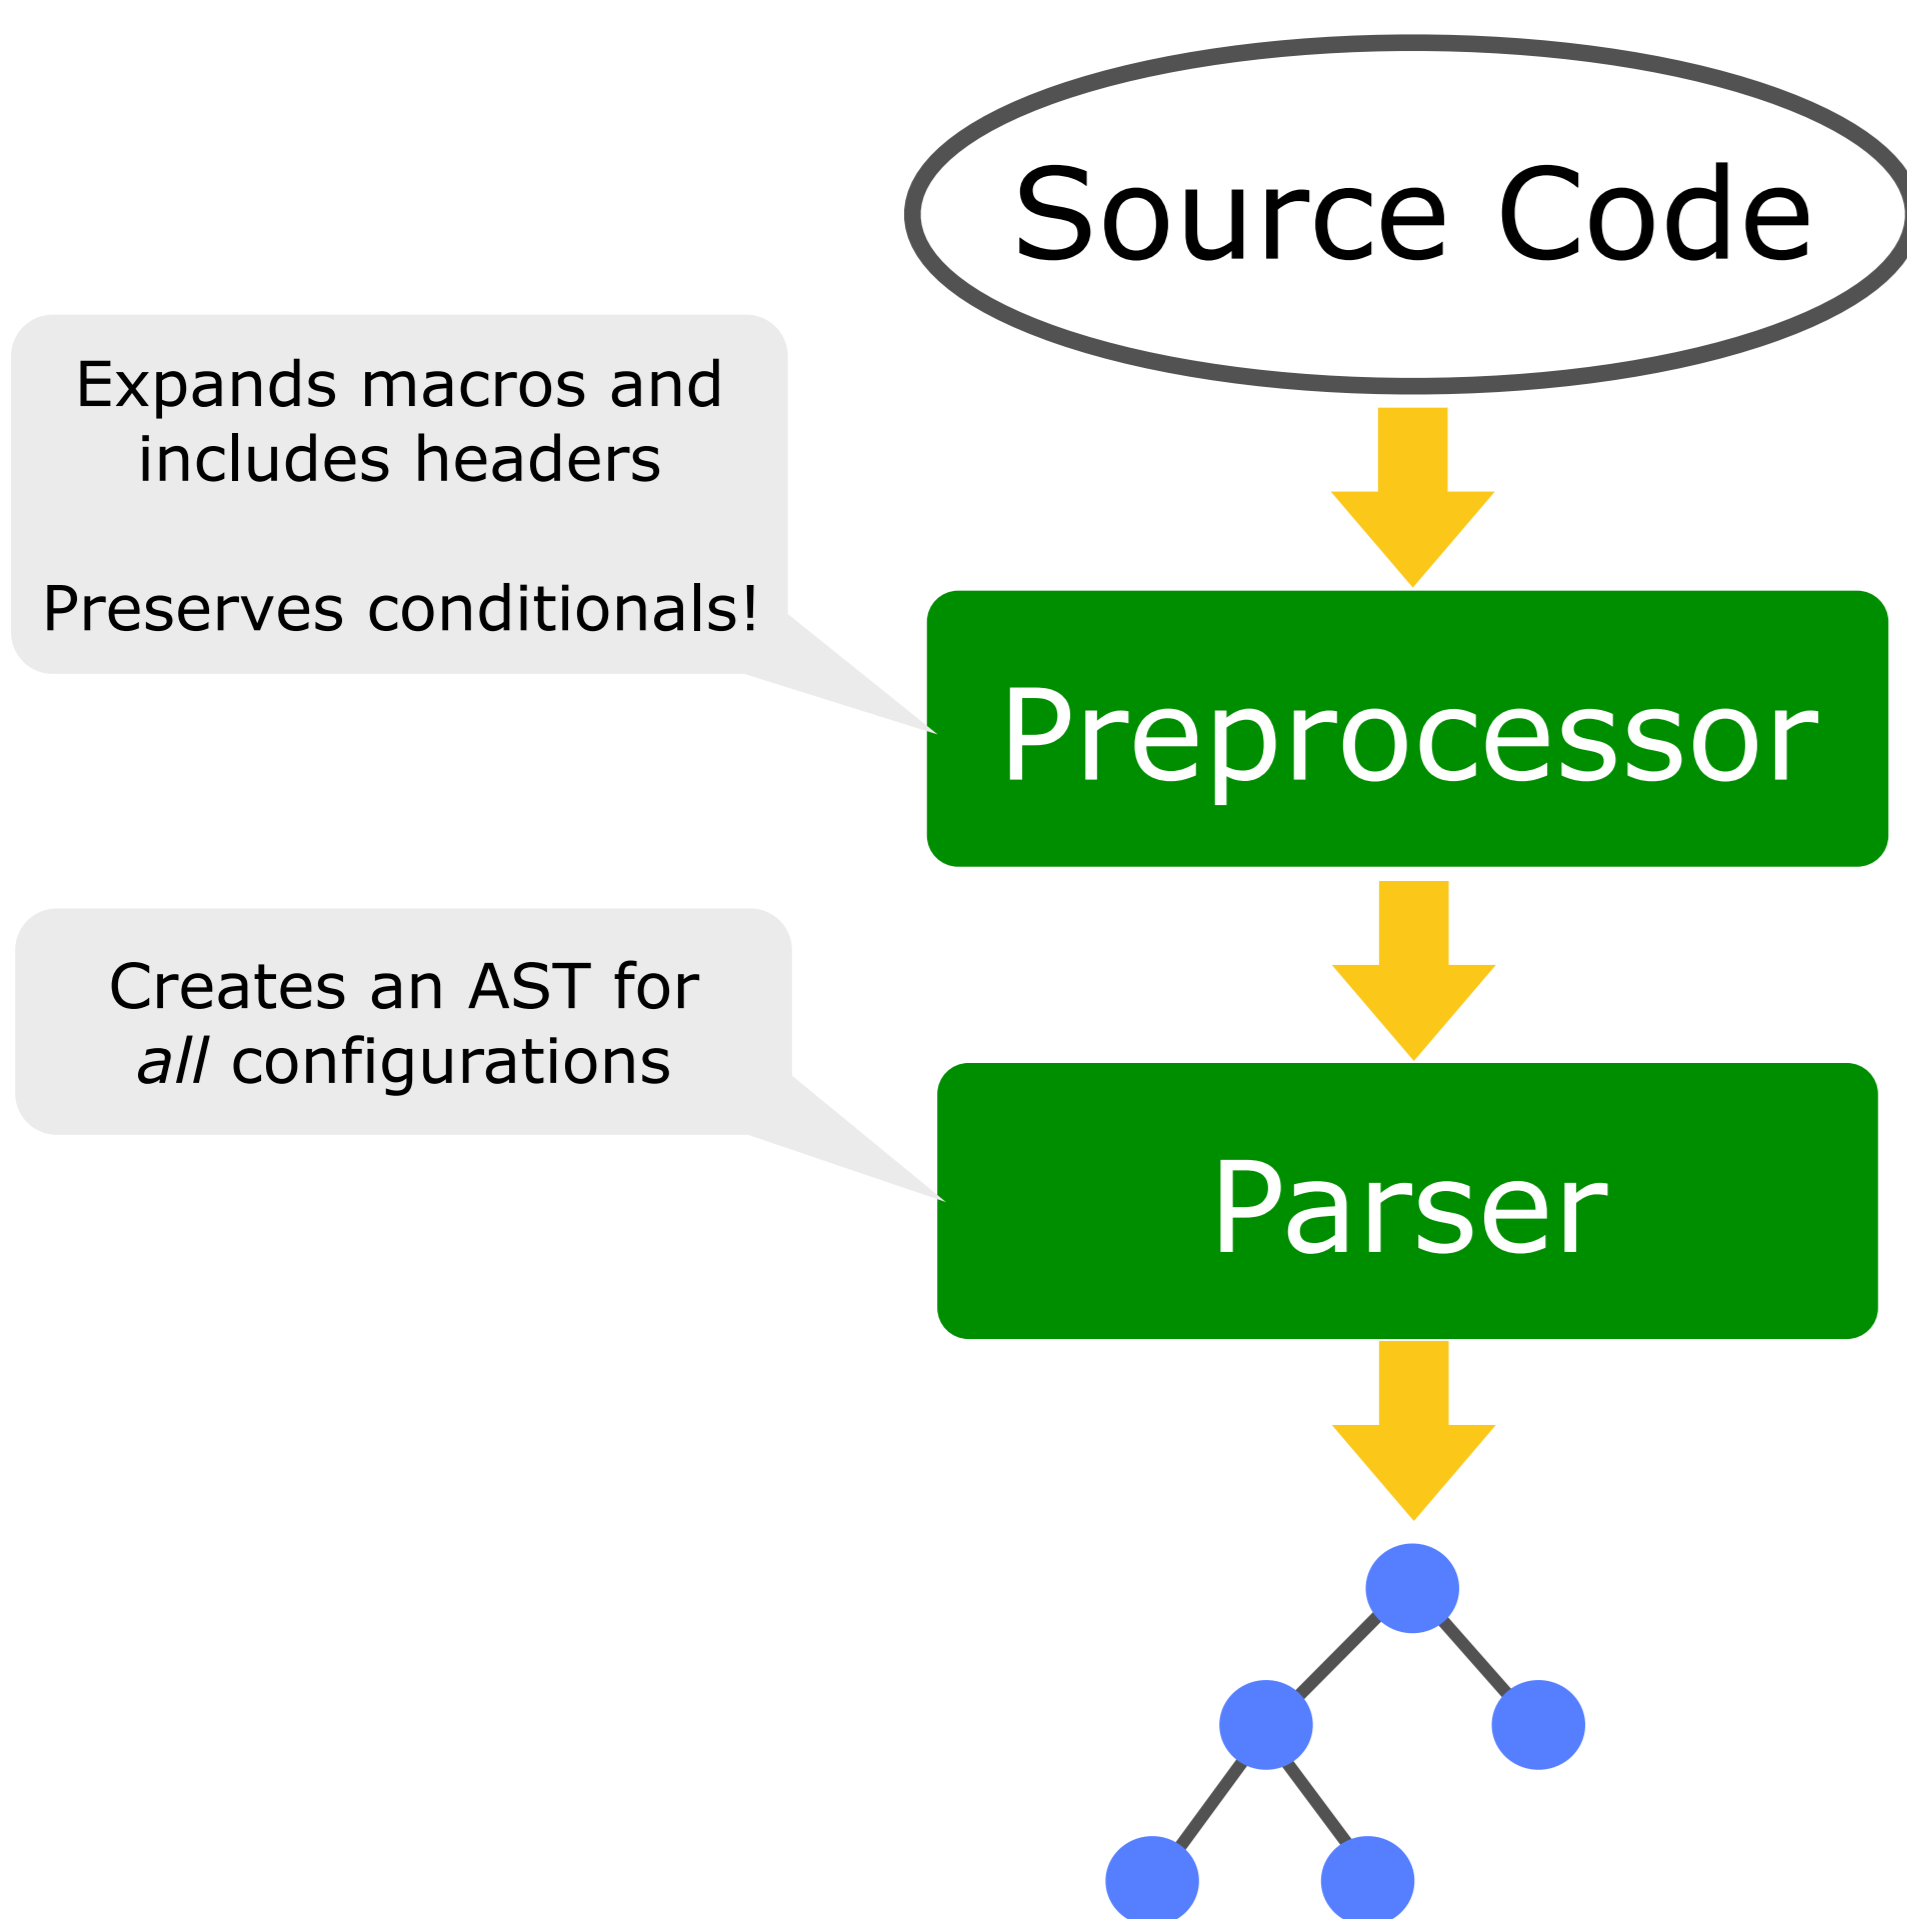 Source Code
Expands macros and
includes headers
Preserves conditionals!
Preprocessor
Creates an AST for
all configurations
Parser